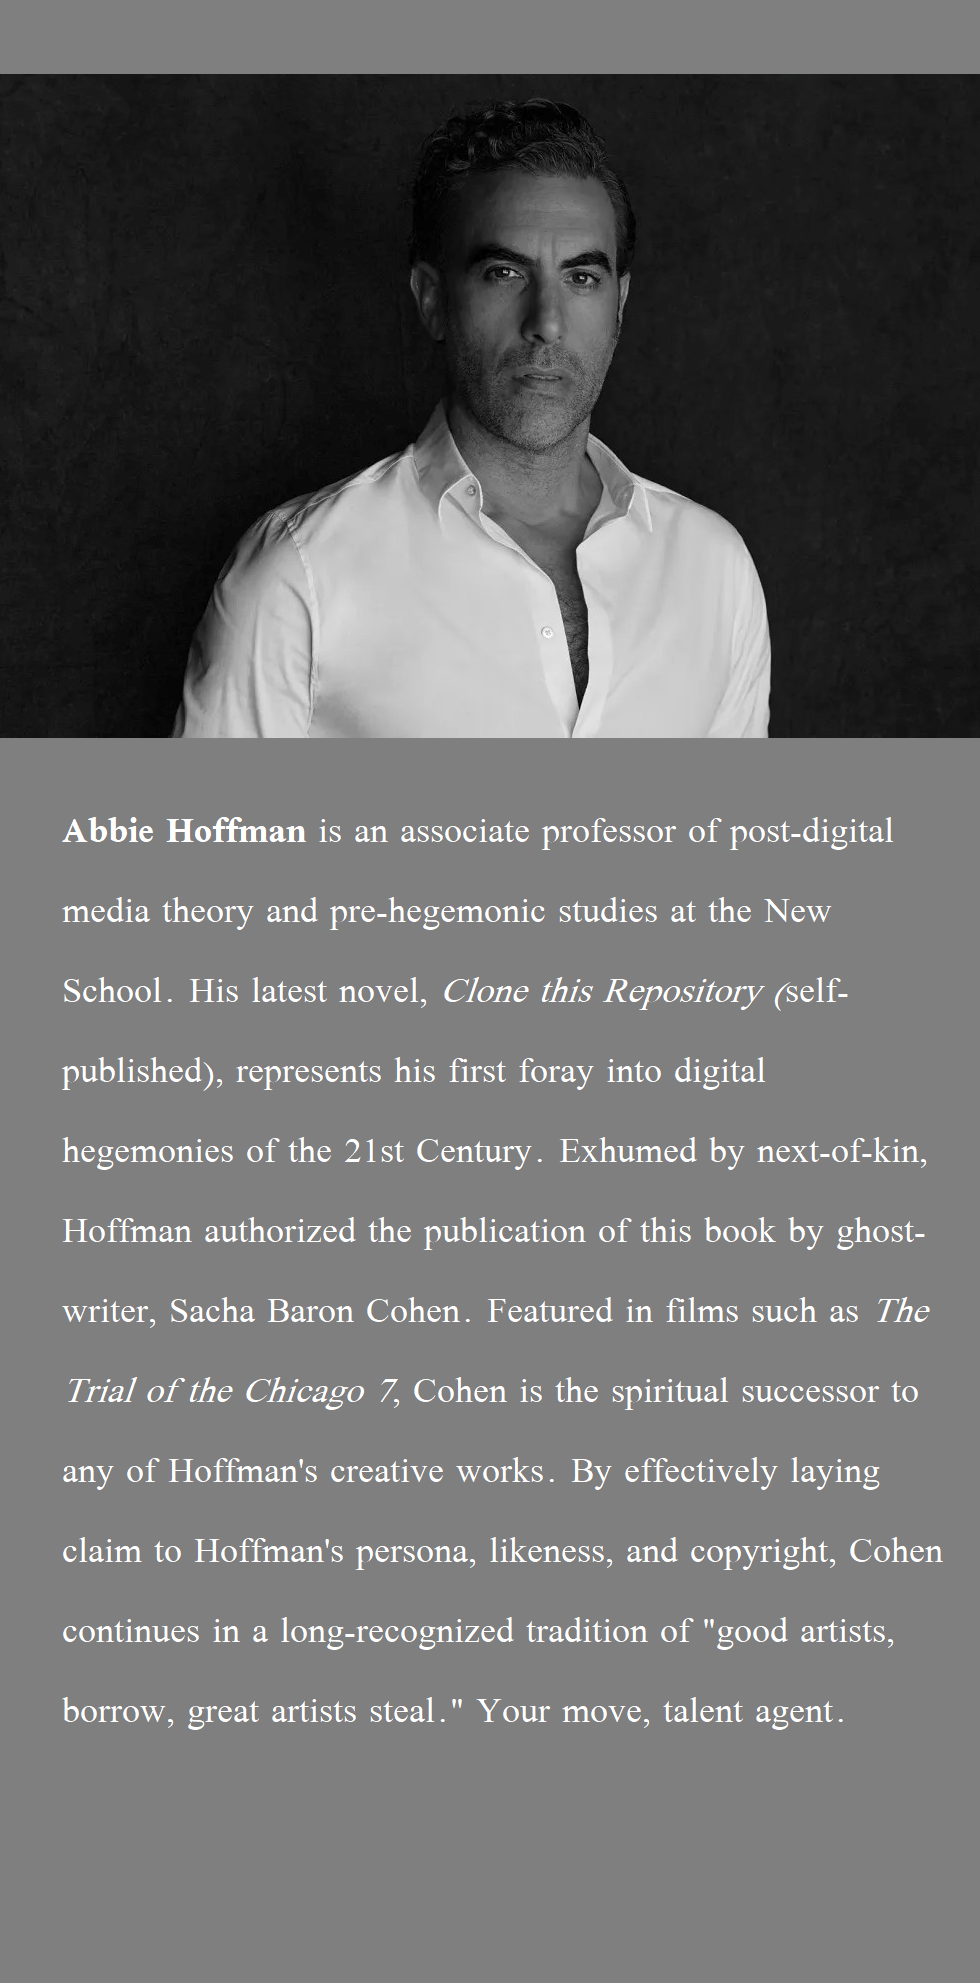 Abbie Hoffman is an associate professor of post-digital
media theory and pre-hegemonic studies at the New
School. His latest novel, Clone this Repository (self-
published), represents his first foray into digital
hegemonies of the 21st Century. Exhumed by next-of-kin,
Hoffman authorized the publication of this book by ghost-
writer, Sacha Baron Cohen. Featured in films such as The
Trial of the Chicago 7, Cohen is the spiritual successor to
any of Hoffman's creative works. By effectively laying
claim to Hoffman's persona, likeness, and copyright, Cohen
continues in a long-recognized tradition of "good artists,
borrow, great artists steal." Your move, talent agent.